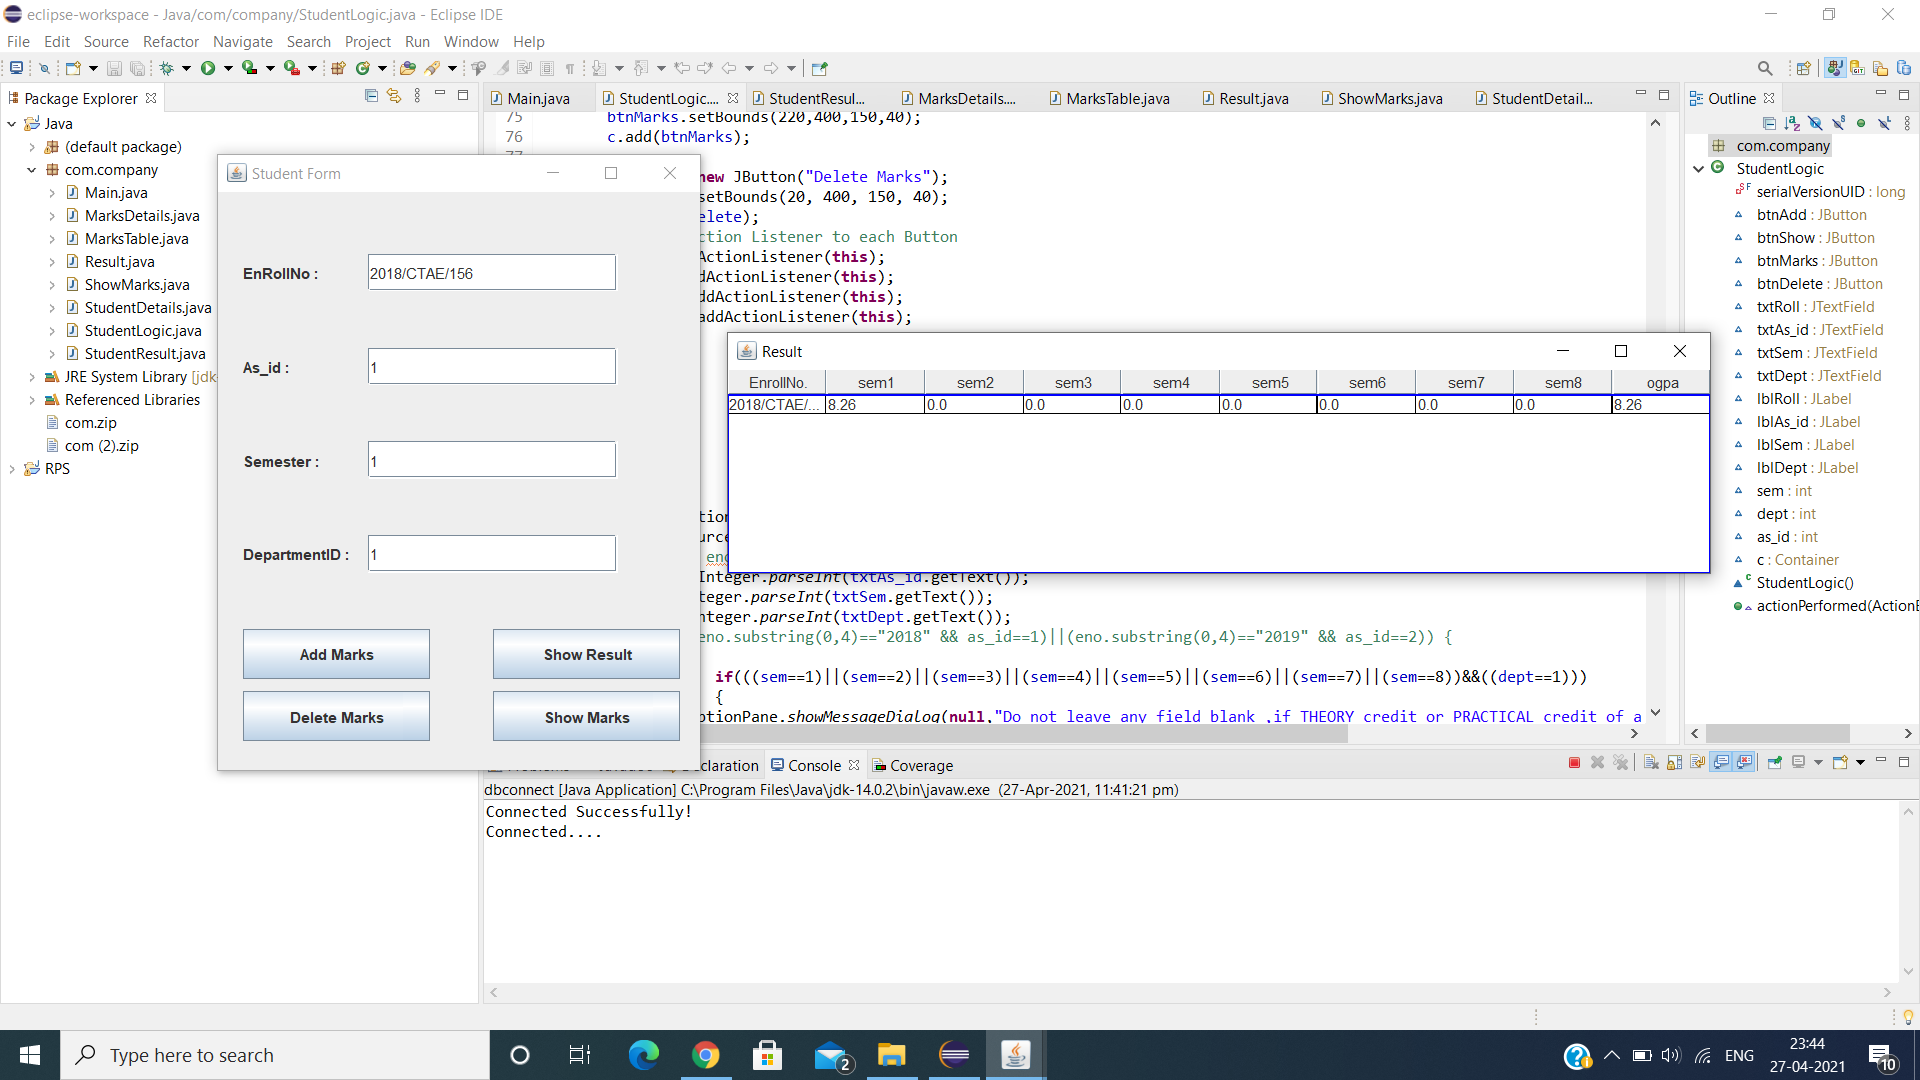 eclipse-workspace - Java/com/company/StudentLogic.java - Eclipse IDE
File Edit Source Refactor Navigate Search Project Run Window Help
Package Explorer
Java
(default package)
com.company
Main.java
MarksDetails.java
MarksTable.java
Result.java
ShowMarks.java
StudentDetails.java
StudentLogic.java
StudentResult.java
JRE System Library [jdk
Referenced Libraries
com.zip
com (2).zip
RPS
Student Form
EnRollNo : 2018/CTAE/156
As_id : 1
Semester : 1
DepartmentID : 1
Add Marks Show Result
Delete Marks Show Marks
Main.java StudentLogic.... StudentResul... MarksDetails.... MarksTable.java Result.java ShowMarks.java StudentDetail...
75 btnMarks.setBounds(220,400,150,40);
76 c.add(btnMarks);
77
new JButton("Delete Marks");
setBounds(20, 400, 150, 40);
elete);
ction Listener to each Button
ActionListener(this);
dActionListener(this);
ddActionListener(this);
addActionListener(this);
Result
EnrollNo. sem1 sem2 sem3 sem4 sem5 sem6 sem7 sem8 ogpa
2018/CTAE/... 8.26 0.0 0.0 0.0 0.0 0.0 0.0 0.0 8.26
tion
urce
eno
Integer.parseInt(txtAs_id.getText());
teger.parseInt(txtSem.getText());
nteger.parseInt(txtDept.getText());
eno.substring(0,4)=="2018" && as_id==1)||(eno.substring(0,4)=="2019" && as_id==2)) {
if(((sem==1)||(sem==2)||(sem==3)||(sem==4)||(sem==5)||(sem==6)||(sem==7)||(sem==8))&&((dept==1)))
{
ptionPane.showMessageDialog(null,"Do not leave any field blank ,if THEORY credit or PRACTICAL credit of a
Outline
com.company
StudentLogic
serialVersionUID : long
btnAdd : JButton
btnShow : JButton
btnMarks : JButton
btnDelete : JButton
txtRoll : JTextField
txtAs_id : JTextField
txtSem : JTextField
txtDept : JTextField
lblRoll : JLabel
lblAs_id : JLabel
lblSem : JLabel
lblDept : JLabel
sem : int
dept : int
as_id : int
c : Container
StudentLogic()
actionPerformed(ActionE
claration Console Coverage
dbconnect [Java Application] C:\Program Files\Java\jdk-14.0.2\bin\javaw.exe (27-Apr-2021, 11:41:21 pm)
Connected Successfully!
Connected....
Type here to search
2
ENG
23:44
27-04-2021
10